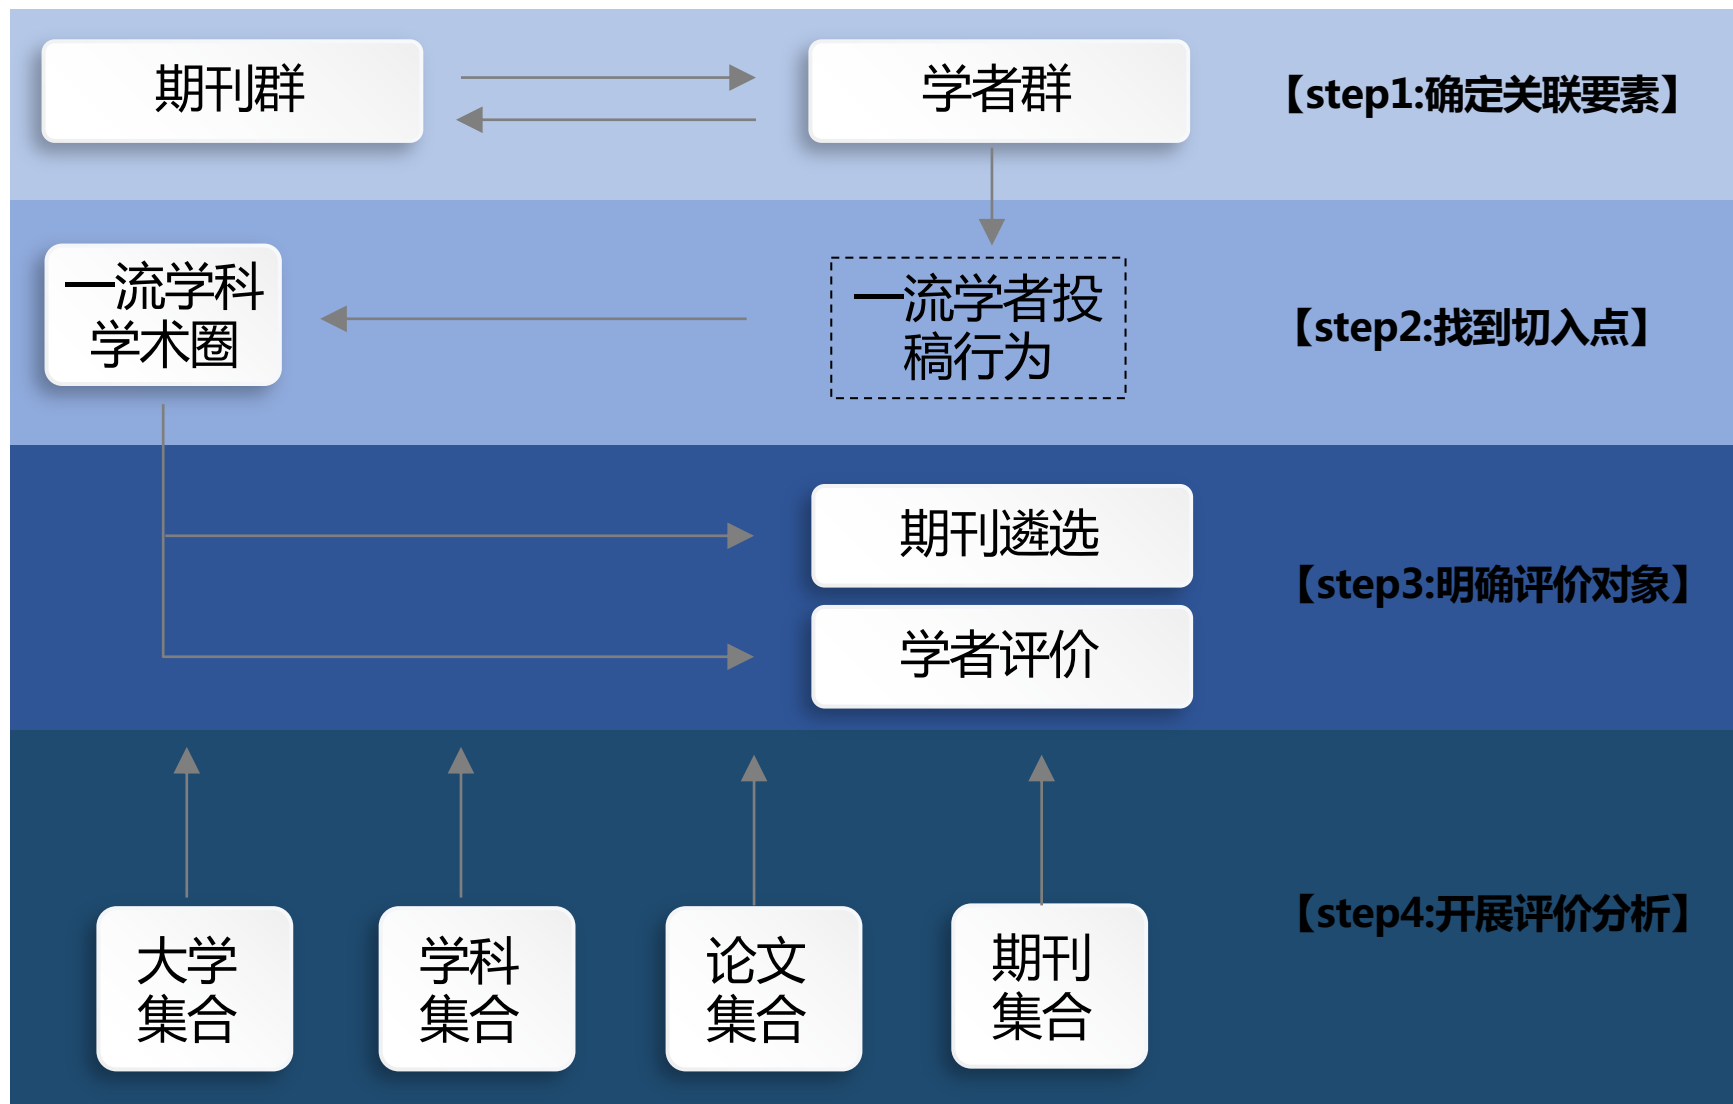 期刊群
学者群
【step1:确定关联要素】
一流学科
学术圈
一流学者投
稿行为
【step2:找到切入点】
期刊遴选
学者评价
【step3:明确评价对象】
大学
集合
学科
集合
论文
集合
期刊
集合
【step4:开展评价分析】